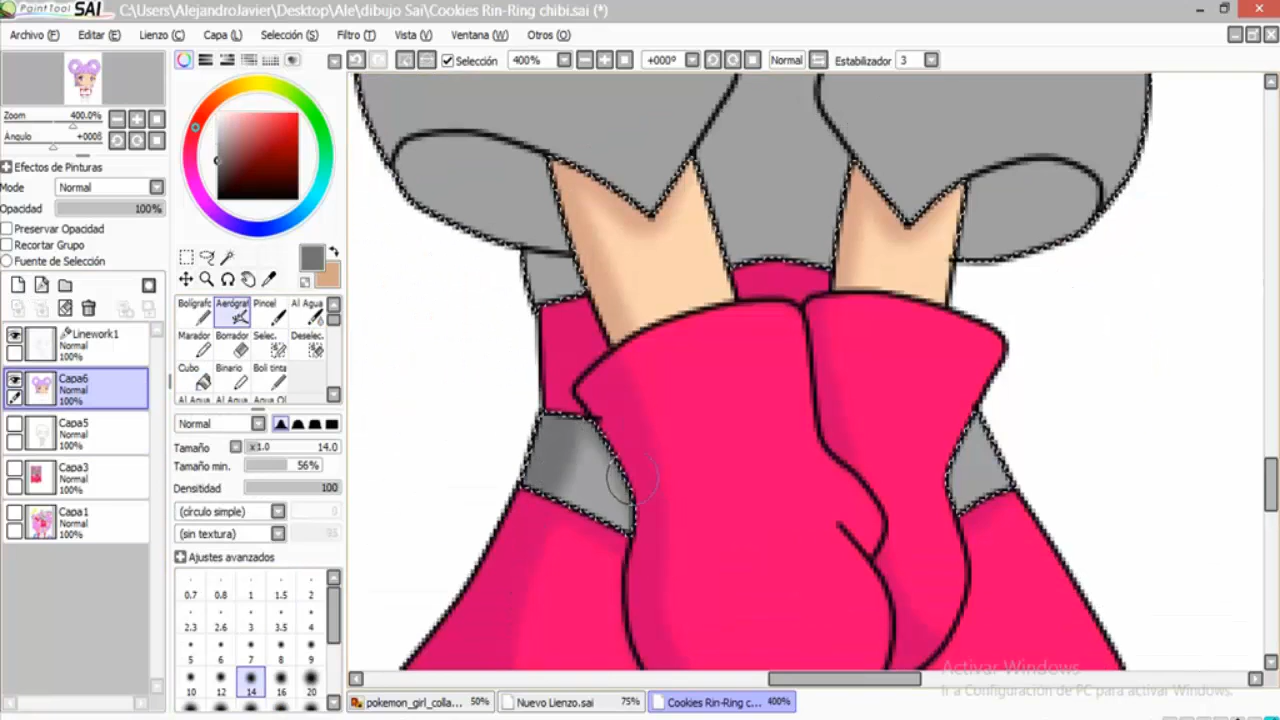 PaintTool SAI C:\Users\AlejandroJavier\Desktop\Ale\dibujo Sai\Cookies Rin-Ring chibi.sai (*)
Archivo (F) Editar (E) Lienzo (C) Capa (L) Selección (S) Filtro (T) Vista (V) Ventana (W) Otros (O)
Selección 400% +000º Normal Estabilizador 3
Zoom 400.0%
Angulo +000º
Efectos de Pinturas
Mode Normal
Opacidad 100%
Preservar Opacidad
Recortar Grupo
Fuente de Selección
Linework1
Normal
100%
Capa6
Normal
100%
Capa5
Normal
100%
Capa3
Normal
100%
Capa1
Normal
100%
Bolígrafo Aerógraf Pincel Al Agua
Marador Borrador Selec. Deselec.
Cubo Binario Boli tinta
Al Agua Al Agua
Normal
Tamaño x1.0 14.0
Tamaño min. 56%
Densitidad 100
(círculo simple)
(sin textura)
Ajustes avanzados
0.7 0.8 1 1.5 2
2.3 2.6 3 3.5 4
5 6 7 8 9
10 12 14 16 20
Activar Windows
Ir a Configuración de PC para activar Windows.
pokemon_girl_colla... 50% Nuevo Lienzo.sai 75% Cookies Rin-Ring c... 400%